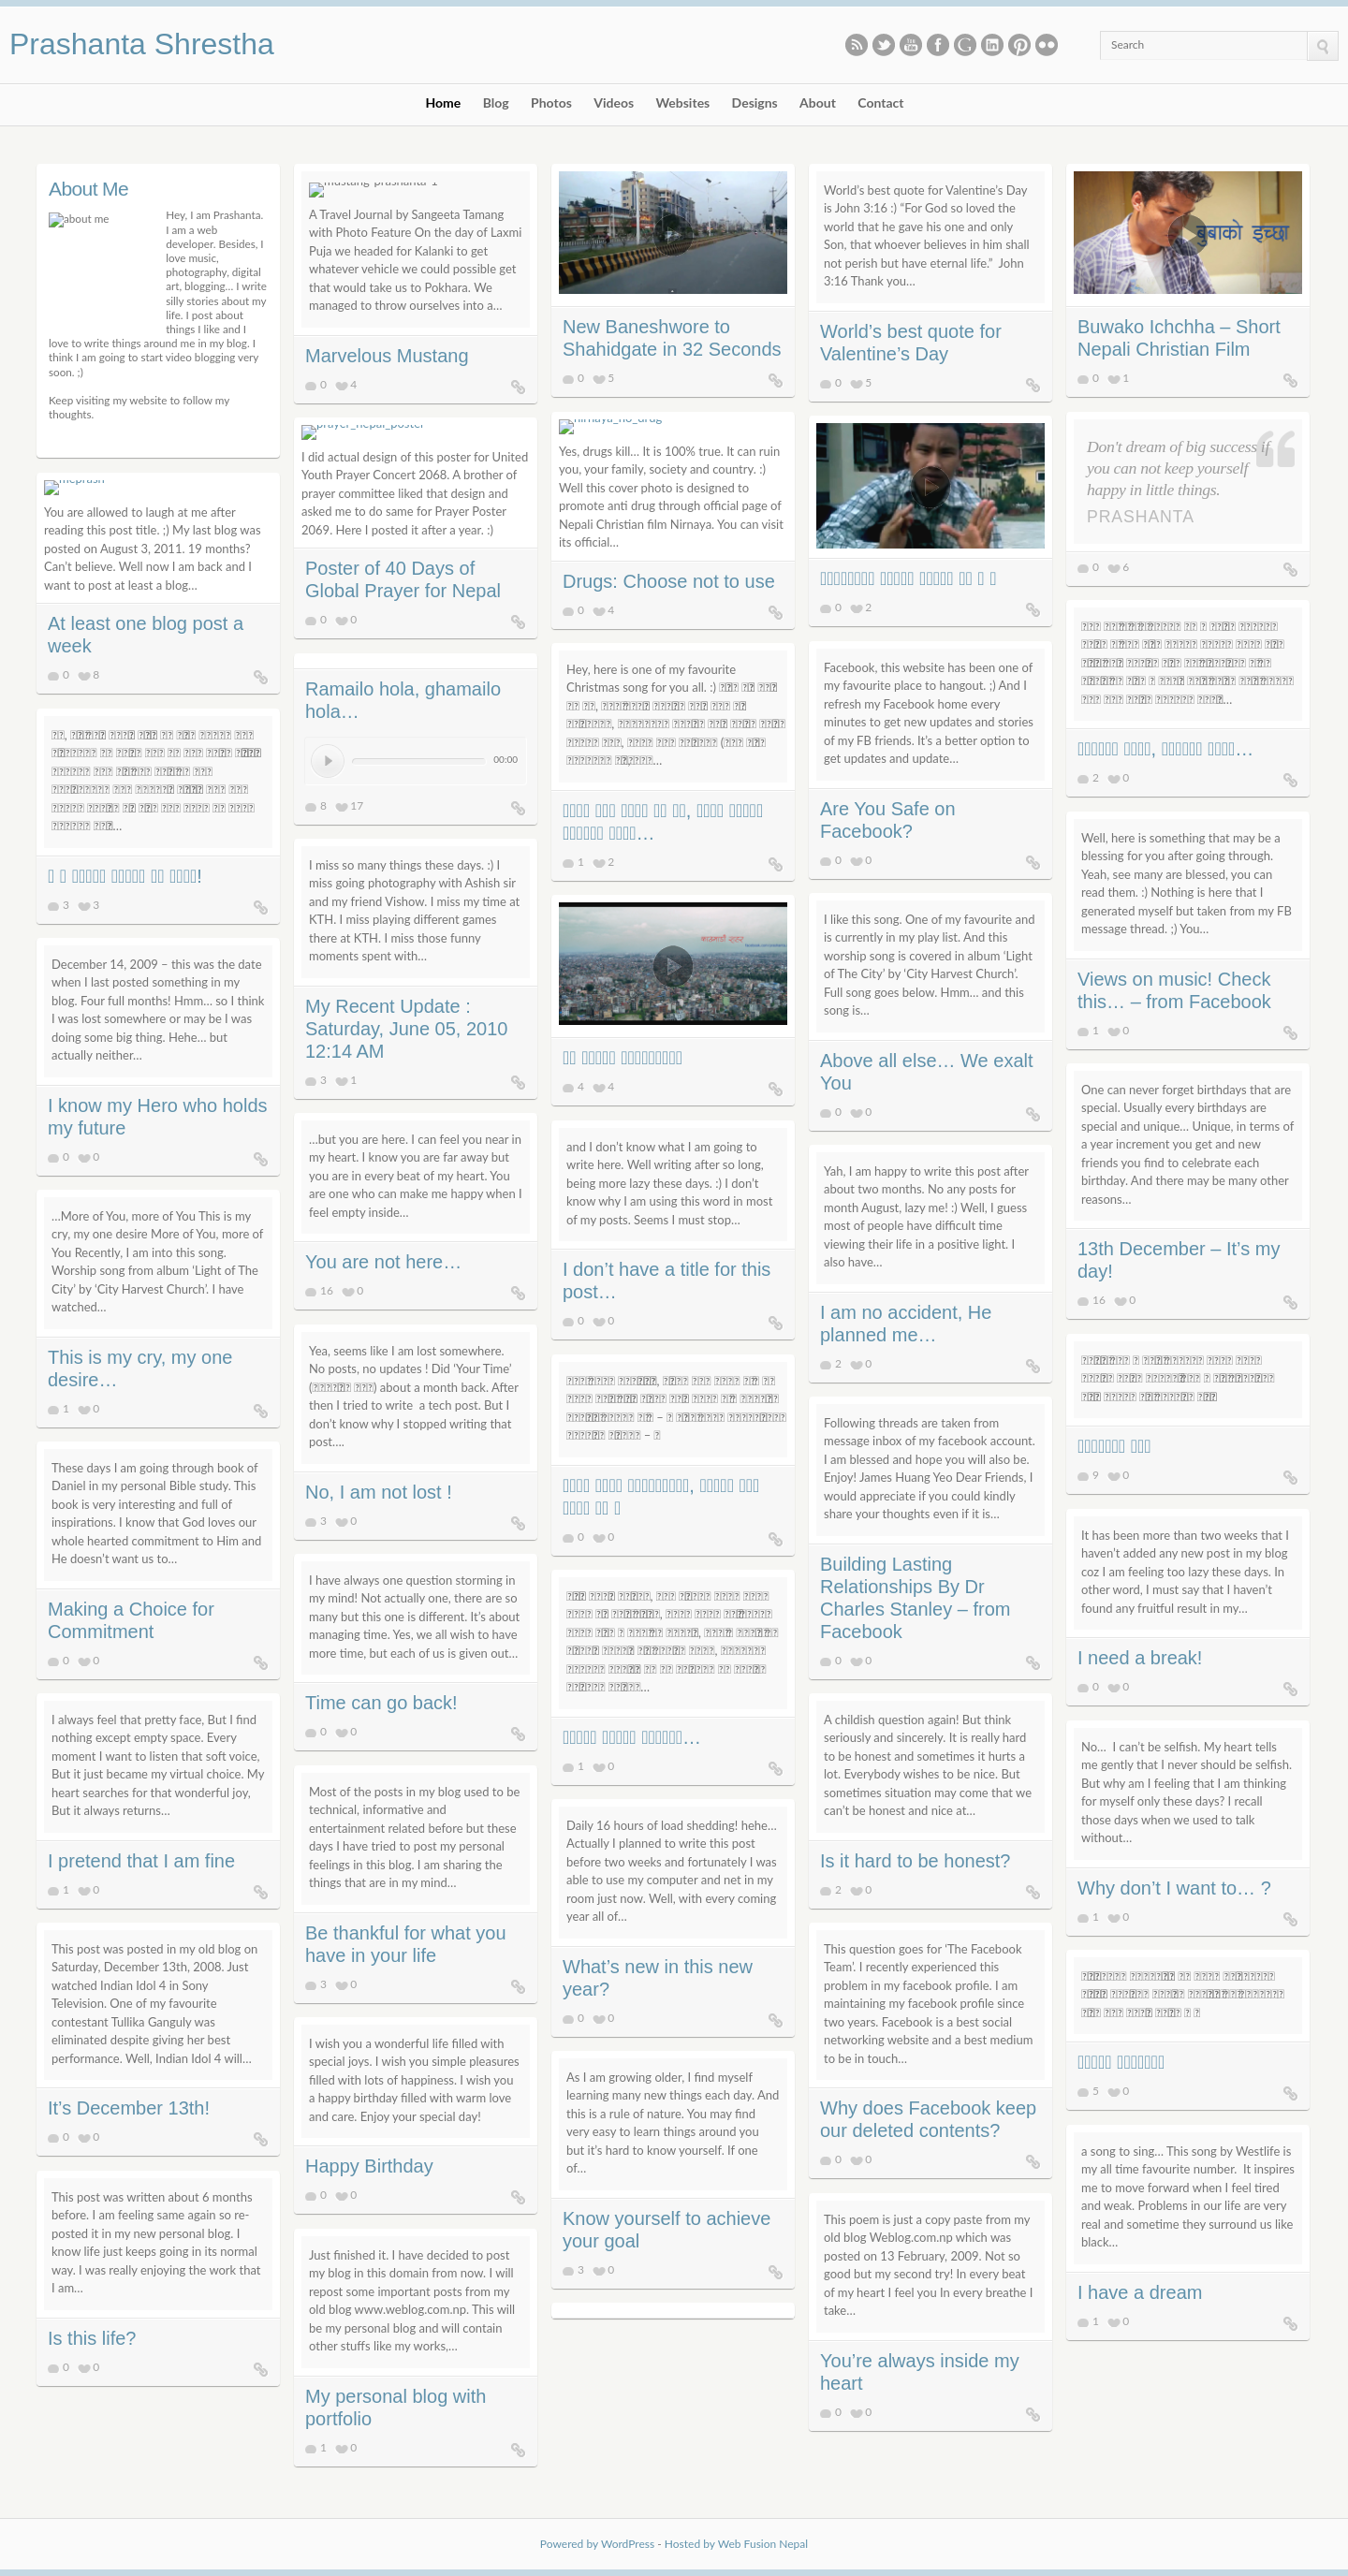 Prashanta Shrestha
Search
Home Blog Photos Videos Websites Designs About Contact
About Me
about me
Hey, I am Prashanta.
I am a web
developer. Besides, I
love music,
photography, digital
art, blogging... I write
silly stories about my
life. I post about
things I like and I
love to write things around me in my blog. I
think I am going to start video blogging very
soon. ;)
Keep visiting my website to follow my
thoughts.
meprash
You are allowed to laugh at me after
reading this post title. ;) My last blog was
posted on August 3, 2011. 19 months?
Can't believe. Well now I am back and I
want to post at least a blog...
At least one blog post a
week
0 8
3 3
December 14, 2009 – this was the date
when I last posted something in my
blog. Four full months! Hmm... so I think
I was lost somewhere or may be I was
doing some big thing. Hehe... but
actually neither...
I know my Hero who holds
my future
0 0
...More of You, more of You This is my
cry, my one desire More of You, more of
You Recently, I am into this song.
Worship song from album 'Light of The
City' by 'City Harvest Church'. I have
watched...
This is my cry, my one
desire…
1 0
These days I am going through book of
Daniel in my personal Bible study. This
book is very interesting and full of
inspirations. I know that God loves our
whole hearted commitment to Him and
He doesn't want us to...
Making a Choice for
Commitment
0 0
I always feel that pretty face, But I find
nothing except empty space. Every
moment I want to listen that soft voice,
But it just became my virtual choice. My
heart searches for that wonderful joy,
But it always returns...
I pretend that I am fine
1 0
This post was posted in my old blog on
Saturday, December 13th, 2008. Just
watched Indian Idol 4 in Sony
Television. One of my favourite
contestant Tullika Ganguly was
eliminated despite giving her best
performance. Well, Indian Idol 4 will...
It's December 13th!
0 0
This post was written about 6 months
before. I am feeling same again so re-
posted it in my new personal blog. I
know life just keeps going in its normal
way. I was really enjoying the work that
I am...
Is this life?
0 0
mustang-prashanta-1
A Travel Journal by Sangeeta Tamang
with Photo Feature On the day of Laxmi
Puja we headed for Kalanki to get
whatever vehicle we could possible get
that would take us to Pokhara. We
managed to throw ourselves into a...
Marvelous Mustang
0 4
prayer_nepal_poster
I did actual design of this poster for United
Youth Prayer Concert 2068. A brother of
prayer committee liked that design and
asked me to do same for Prayer Poster
2069. Here I posted it after a year. :)
Poster of 40 Days of
Global Prayer for Nepal
0 0
Ramailo hola, ghamailo
hola…
00:00
8 17
I miss so many things these days. :) I
miss going photography with Ashish sir
and my friend Vishow. I miss my time at
KTH. I miss playing different games
there at KTH. I miss those funny
moments spent with...
My Recent Update :
Saturday, June 05, 2010
12:14 AM
3 1
...but you are here. I can feel you near in
my heart. I know you are far away but
you are in every beat of my heart. You
are one who can make me happy when I
feel empty inside...
You are not here…
16 0
Yea, seems like I am lost somewhere.
No posts, no updates ! Did 'Your Time'
about a month back. After
then I tried to write a tech post. But I
don't know why I stopped writing that
post....
No, I am not lost !
3 0
I have always one question storming in
my mind! Not actually one, there are so
many but this one is different. It's about
managing time. Yes, we all wish to have
more time, but each of us is given out...
Time can go back!
0 0
Most of the posts in my blog used to be
technical, informative and
entertainment related before but these
days I have tried to post my personal
feelings in this blog. I am sharing the
things that are in my mind...
Be thankful for what you
have in your life
3 0
I wish you a wonderful life filled with
special joys. I wish you simple pleasures
filled with lots of happiness. I wish you
a happy birthday filled with warm love
and care. Enjoy your special day!
Happy Birthday
0 0
Just finished it. I have decided to post
my blog in this domain from now. I will
repost some important posts from my
old blog www.weblog.com.np. This will
be my personal blog and will contain
other stuffs like my works,...
My personal blog with
portfolio
1 0
New Baneshwore to
Shahidgate in 32 Seconds
0 5
nirnaya_no_drug
Yes, drugs kill... It is 100% true. It can ruin
you, your family, society and country. :)
Well this cover photo is designed to
promote anti drug through official page of
Nepali Christian film Nirnaya. You can visit
its official...
Drugs: Choose not to use
0 4
Hey, here is one of my favourite
Christmas song for you all. :)
1 2
4 4
and I don't know what I am going to
write here. Well writing after so long,
being more lazy these days. :) I don't
know why I am using this word in most
of my posts. Seems I must stop...
I don't have a title for this
post…
0 0
0 0
1 0
Daily 16 hours of load shedding! hehe...
Actually I planned to write this post
before two weeks and fortunately I was
able to use my computer and net in my
room just now. Well, with every coming
year all of...
What's new in this new
year?
0 0
As I am growing older, I find myself
learning many new things each day. And
this is a rule of nature. You may find
very easy to learn things around you
but it's hard to know yourself. If one
of...
Know yourself to achieve
your goal
3 0
World's best quote for Valentine's Day
is John 3:16 :) "For God so loved the
world that he gave his one and only
Son, that whoever believes in him shall
not perish but have eternal life." John
3:16 Thank you...
World's best quote for
Valentine's Day
0 5
0 2
Facebook, this website has been one of
my favourite place to hangout. ;) And I
refresh my Facebook home every
minutes to get new updates and stories
of my FB friends. It's a better option to
get updates and update...
Are You Safe on
Facebook?
0 0
I like this song. One of my favourite and
is currently in my play list. And this
worship song is covered in album 'Light
of The City' by 'City Harvest Church'.
Full song goes below. Hmm... and this
song is...
Above all else… We exalt
You
0 0
Yah, I am happy to write this post after
about two months. No any posts for
month August, lazy me! :) Well, I guess
most of people have difficult time
viewing their life in a positive light. I
also have...
I am no accident, He
planned me…
2 0
Following threads are taken from
message inbox of my facebook account.
I am blessed and hope you will also be.
Enjoy! James Huang Yeo Dear Friends, I
would appreciate if you could kindly
share your thoughts even if it is...
Building Lasting
Relationships By Dr
Charles Stanley – from
Facebook
0 0
A childish question again! But think
seriously and sincerely. It is really hard
to be honest and sometimes it hurts a
lot. Everybody wishes to be nice. But
sometimes situation may come that we
can't be honest and nice at...
Is it hard to be honest?
2 0
This question goes for 'The Facebook
Team'. I recently experienced this
problem in my facebook profile. I am
maintaining my facebook profile since
two years. Facebook is a best social
networking website and a best medium
to be in touch...
Why does Facebook keep
our deleted contents?
0 0
This poem is just a copy paste from my
old blog Weblog.com.np which was
posted on 13 February, 2009. Not so
good but my second try! In every beat
of my heart I feel you In every breathe I
take...
You're always inside my
heart
0 0
बुबाको इच्छा
Buwako Ichchha – Short
Nepali Christian Film
0 1
Don't dream of big success if
you can not keep yourself
happy in little things.
PRASHANTA
0 6
2 0
Well, here is something that may be a
blessing for you after going through.
Yeah, see many are blessed, you can
read them. :) Nothing is here that I
generated myself but taken from my FB
message thread. ;) You...
Views on music! Check
this… – from Facebook
1 0
One can never forget birthdays that are
special. Usually every birthdays are
special and unique... Unique, in terms of
a year increment you get and new
friends you find to celebrate each
birthday. And there may be many other
reasons...
13th December – It's my
day!
16 0
9 0
It has been more than two weeks that I
haven't added any new post in my blog
coz I am feeling too lazy these days. In
other word, I must say that I haven't
found any fruitful result in my...
I need a break!
0 0
No... I can't be selfish. My heart tells
me gently that I never should be selfish.
But why am I feeling that I am thinking
for myself only these days? I recall
those days when we used to talk
without...
Why don't I want to… ?
1 0
5 0
a song to sing... This song by Westlife is
my all time favourite number. It inspires
me to move forward when I feel tired
and weak. Problems in our life are very
real and sometime they surround us like
black...
I have a dream
1 0
Powered by WordPress - Hosted by Web Fusion Nepal